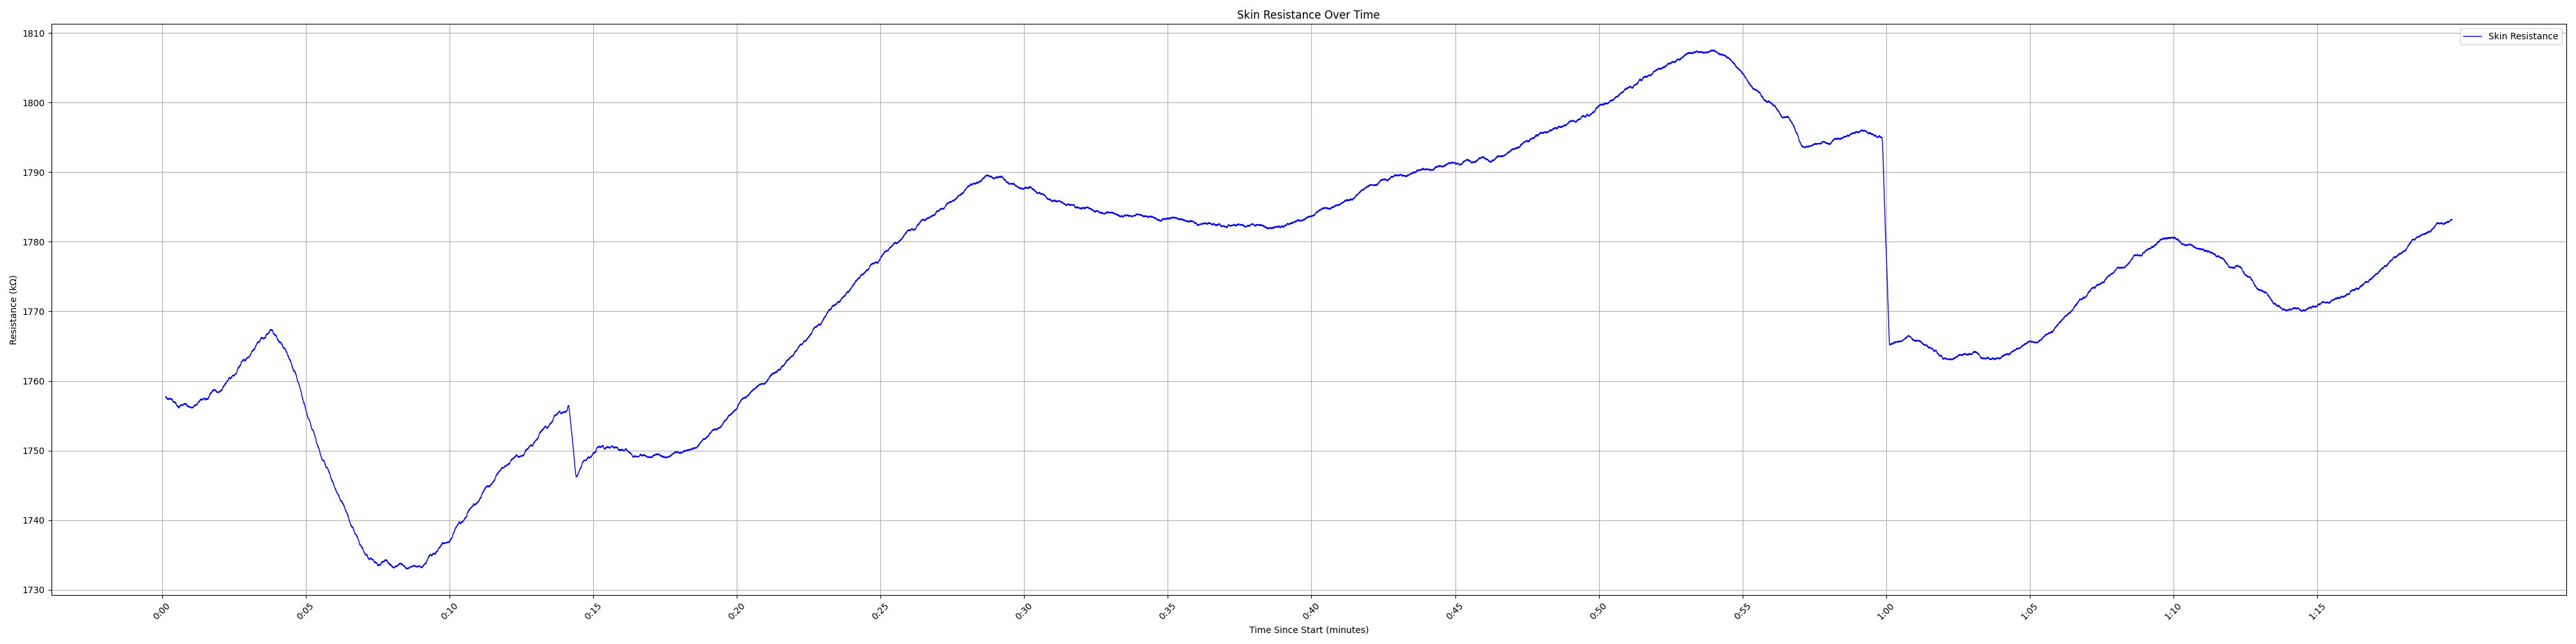 Skin Resistance Over Time
Skin Resistance
1810
1800
1790
1780
1770
1760
1750
1740
1730
Resistance (kΩ)
0:00 0:05 0:10 0:15 0:20 0:25 0:30 0:35 0:40 0:45 0:50 0:55 1:00 1:05 1:10 1:15
Time Since Start (minutes)